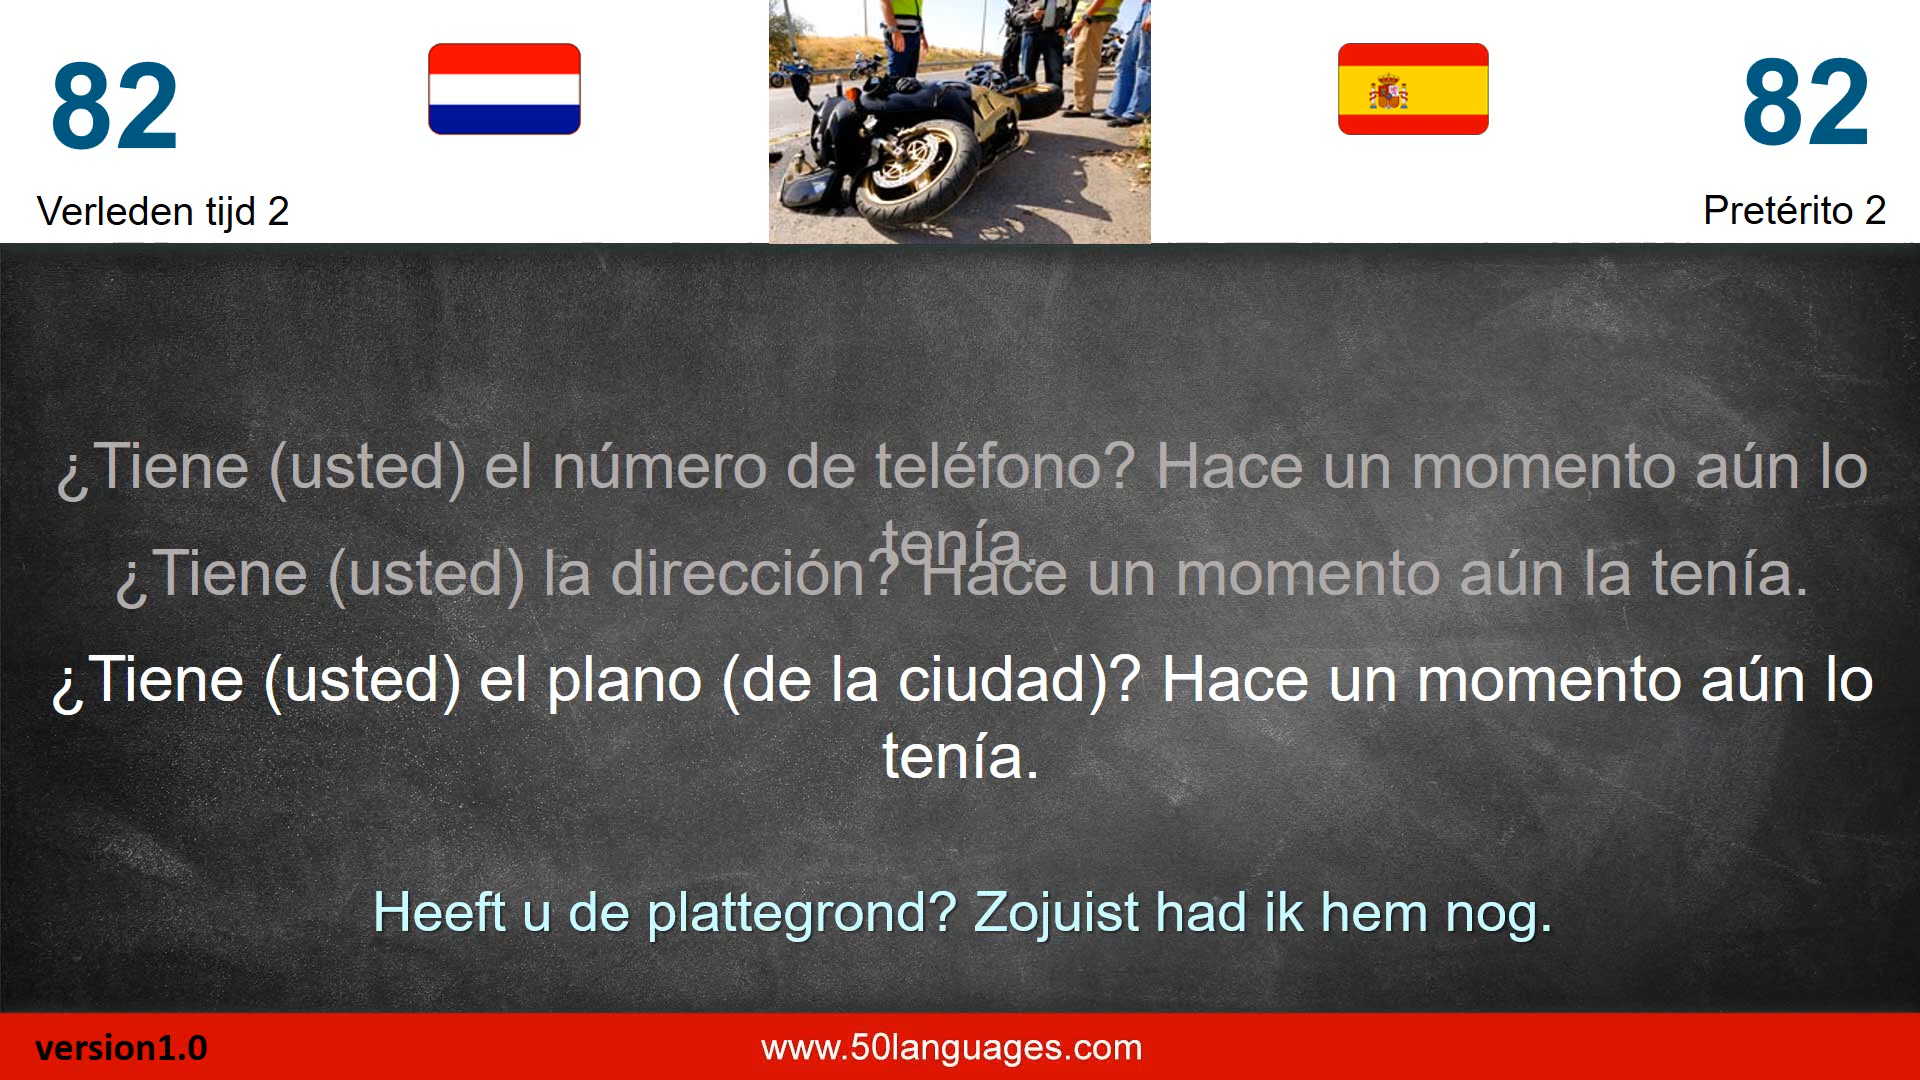 82
82
Verleden tijd 2
Pretérito 2
¿Tiene (usted) el número de teléfono? Hace un momento aún lo
tenía.
¿Tiene (usted) la dirección? Hace un momento aún la tenía.
¿Tiene (usted) el plano (de la ciudad)? Hace un momento aún lo
tenía.
Heeft u de plattegrond? Zojuist had ik hem nog.
version1.0
www.50languages.com